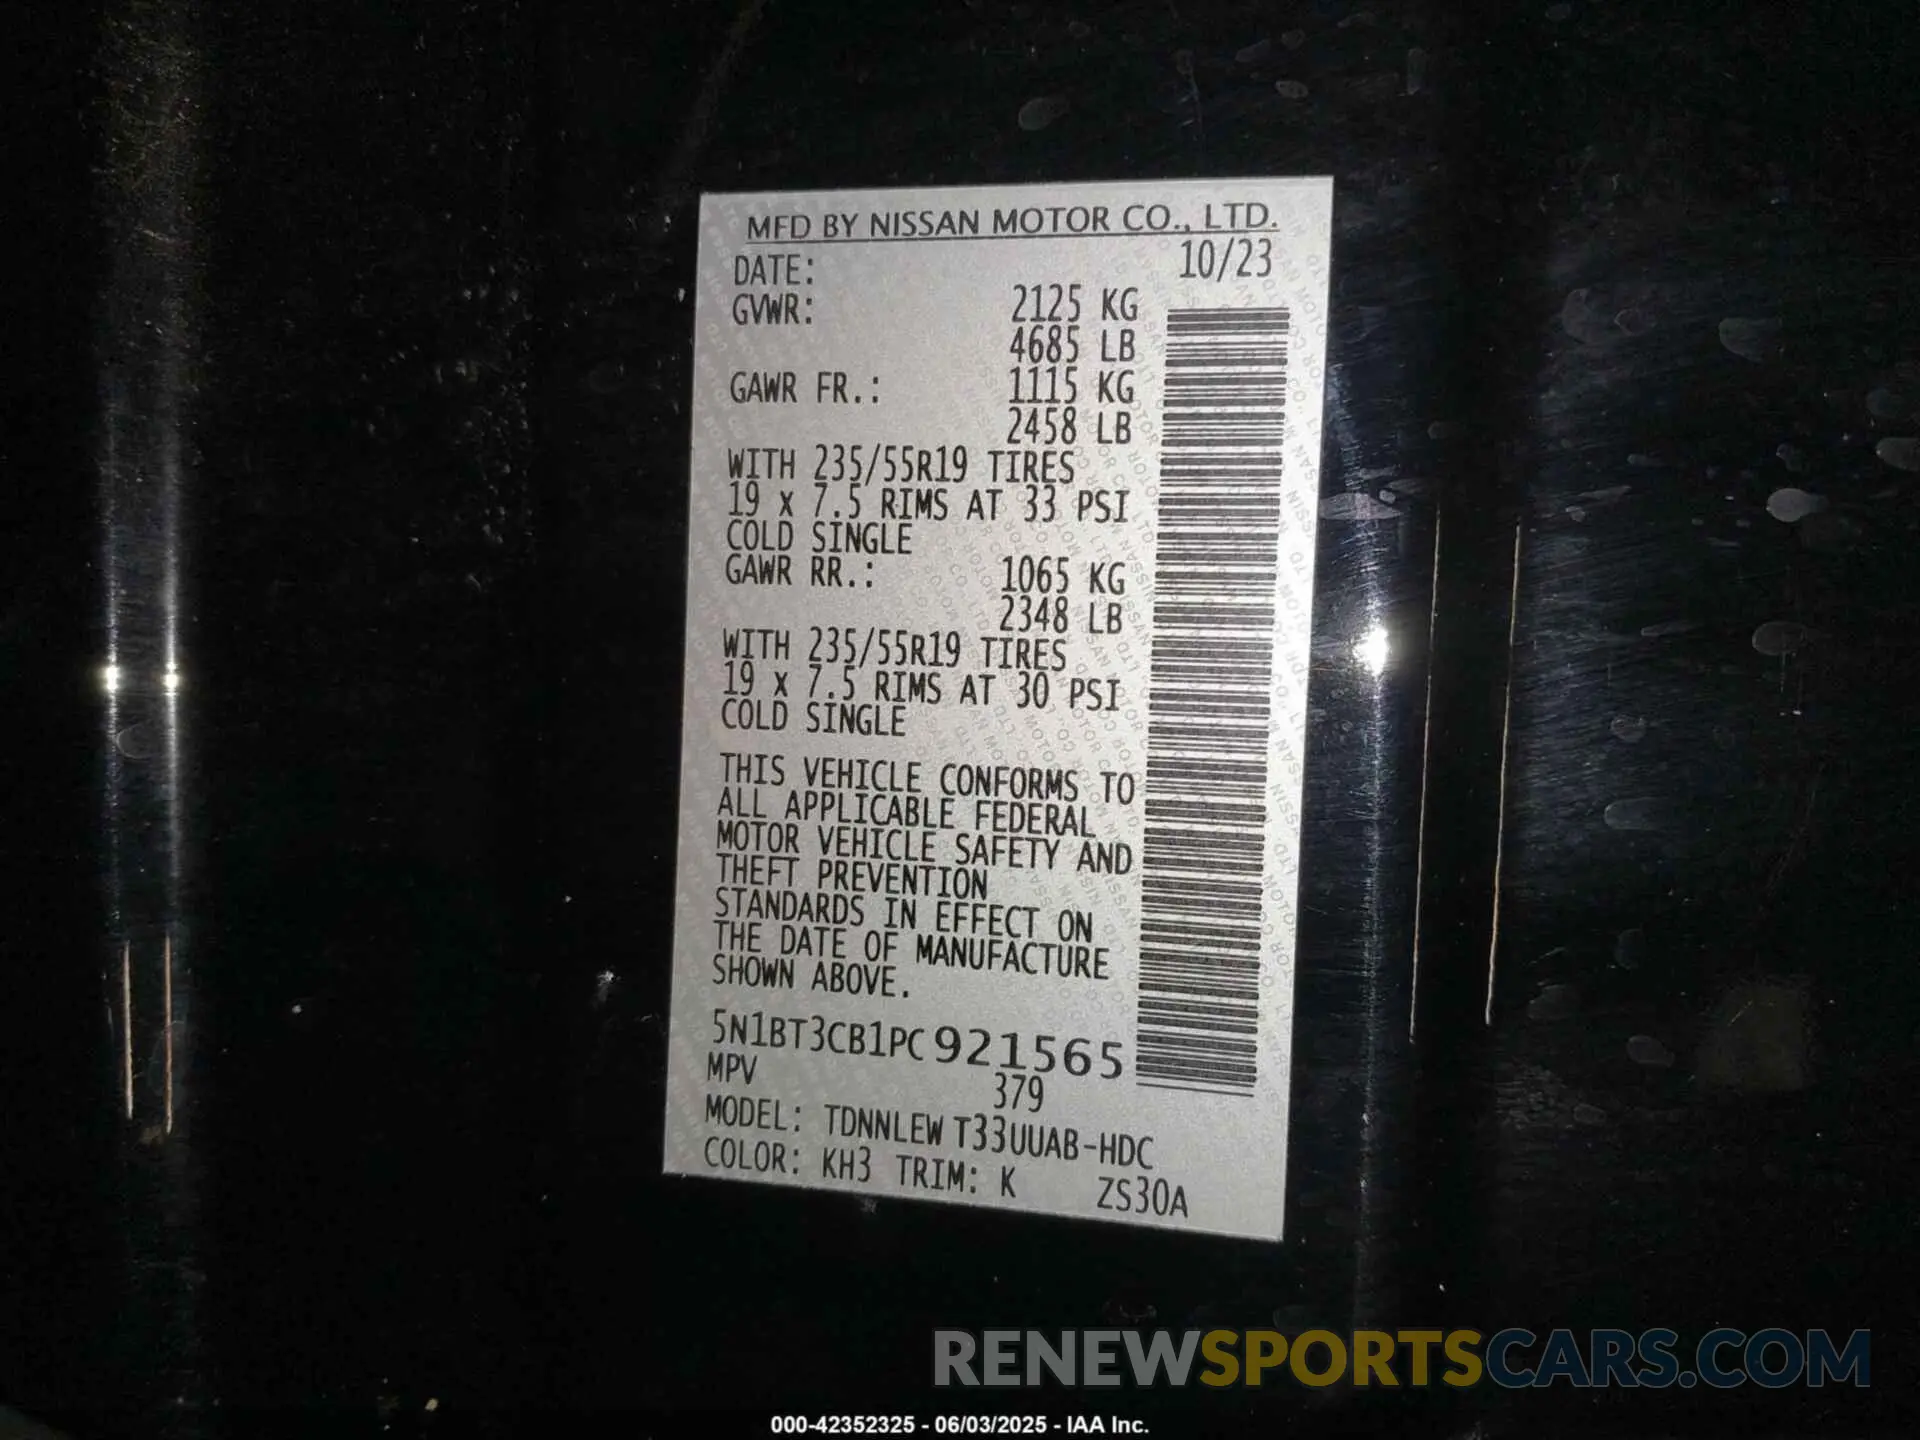 MFD BY NISSAN MOTOR CO., LTD.
DATE: 10/23
GVWR: 2125 KG
4685 LB
GAWR FR.: 1115 KG
2458 LB
WITH 235/55R19 TIRES
19 X 7.5 RIMS AT 33 PSI
COLD SINGLE
GAWR RR.: 1065 KG
2348 LB
WITH 235/55R19 TIRES
19 X 7.5 RIMS AT 30 PSI
COLD SINGLE
THIS VEHICLE CONFORMS TO
ALL APPLICABLE FEDERAL
MOTOR VEHICLE SAFETY AND
THEFT PREVENTION
STANDARDS IN EFFECT ON
THE DATE OF MANUFACTURE
SHOWN ABOVE.
5N1BT3CB1PC921565
MPV 379
MODEL: TDNNLEW T33UUAB-HDC
COLOR: KH3 TRIM: K ZS30A
RENEWSPORTSCARS.COM
000-42352325 - 06/03/2025 - IAA Inc.